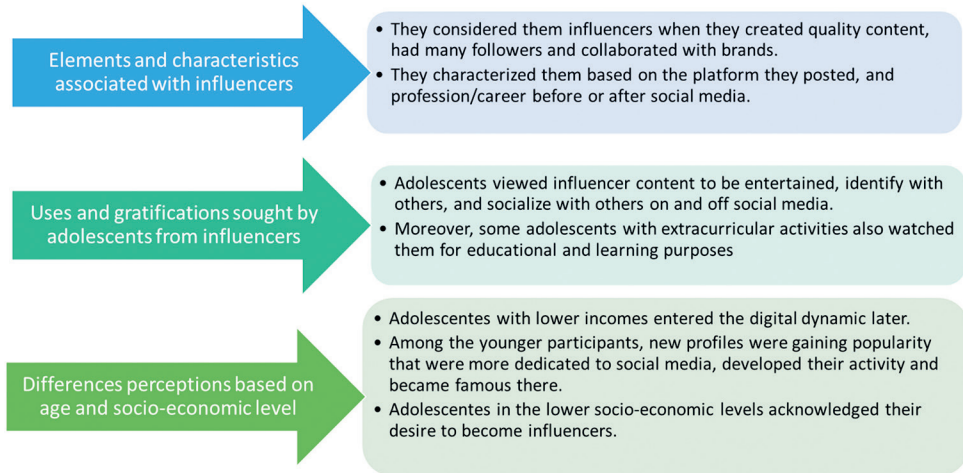 Elements and characteristics
associated with influencers
• They considered them influencers when they created quality content,
had many followers and collaborated with brands.
• They characterized them based on the platform they posted, and
profession/career before or after social media.
Uses and gratifications sought by
adolescents from influencers
• Adolescents viewed influencer content to be entertained, identify with
others, and socialize with others on and off social media.
• Moreover, some adolescents with extracurricular activities also watched
them for educational and learning purposes
Differences perceptions based on
age and socio-economic level
• Adolescentes with lower incomes entered the digital dynamic later.
• Among the younger participants, new profiles were gaining popularity
that were more dedicated to social media, developed their activity and
became famous there.
• Adolescentes in the lower socio-economic levels acknowledged their
desire to become influencers.